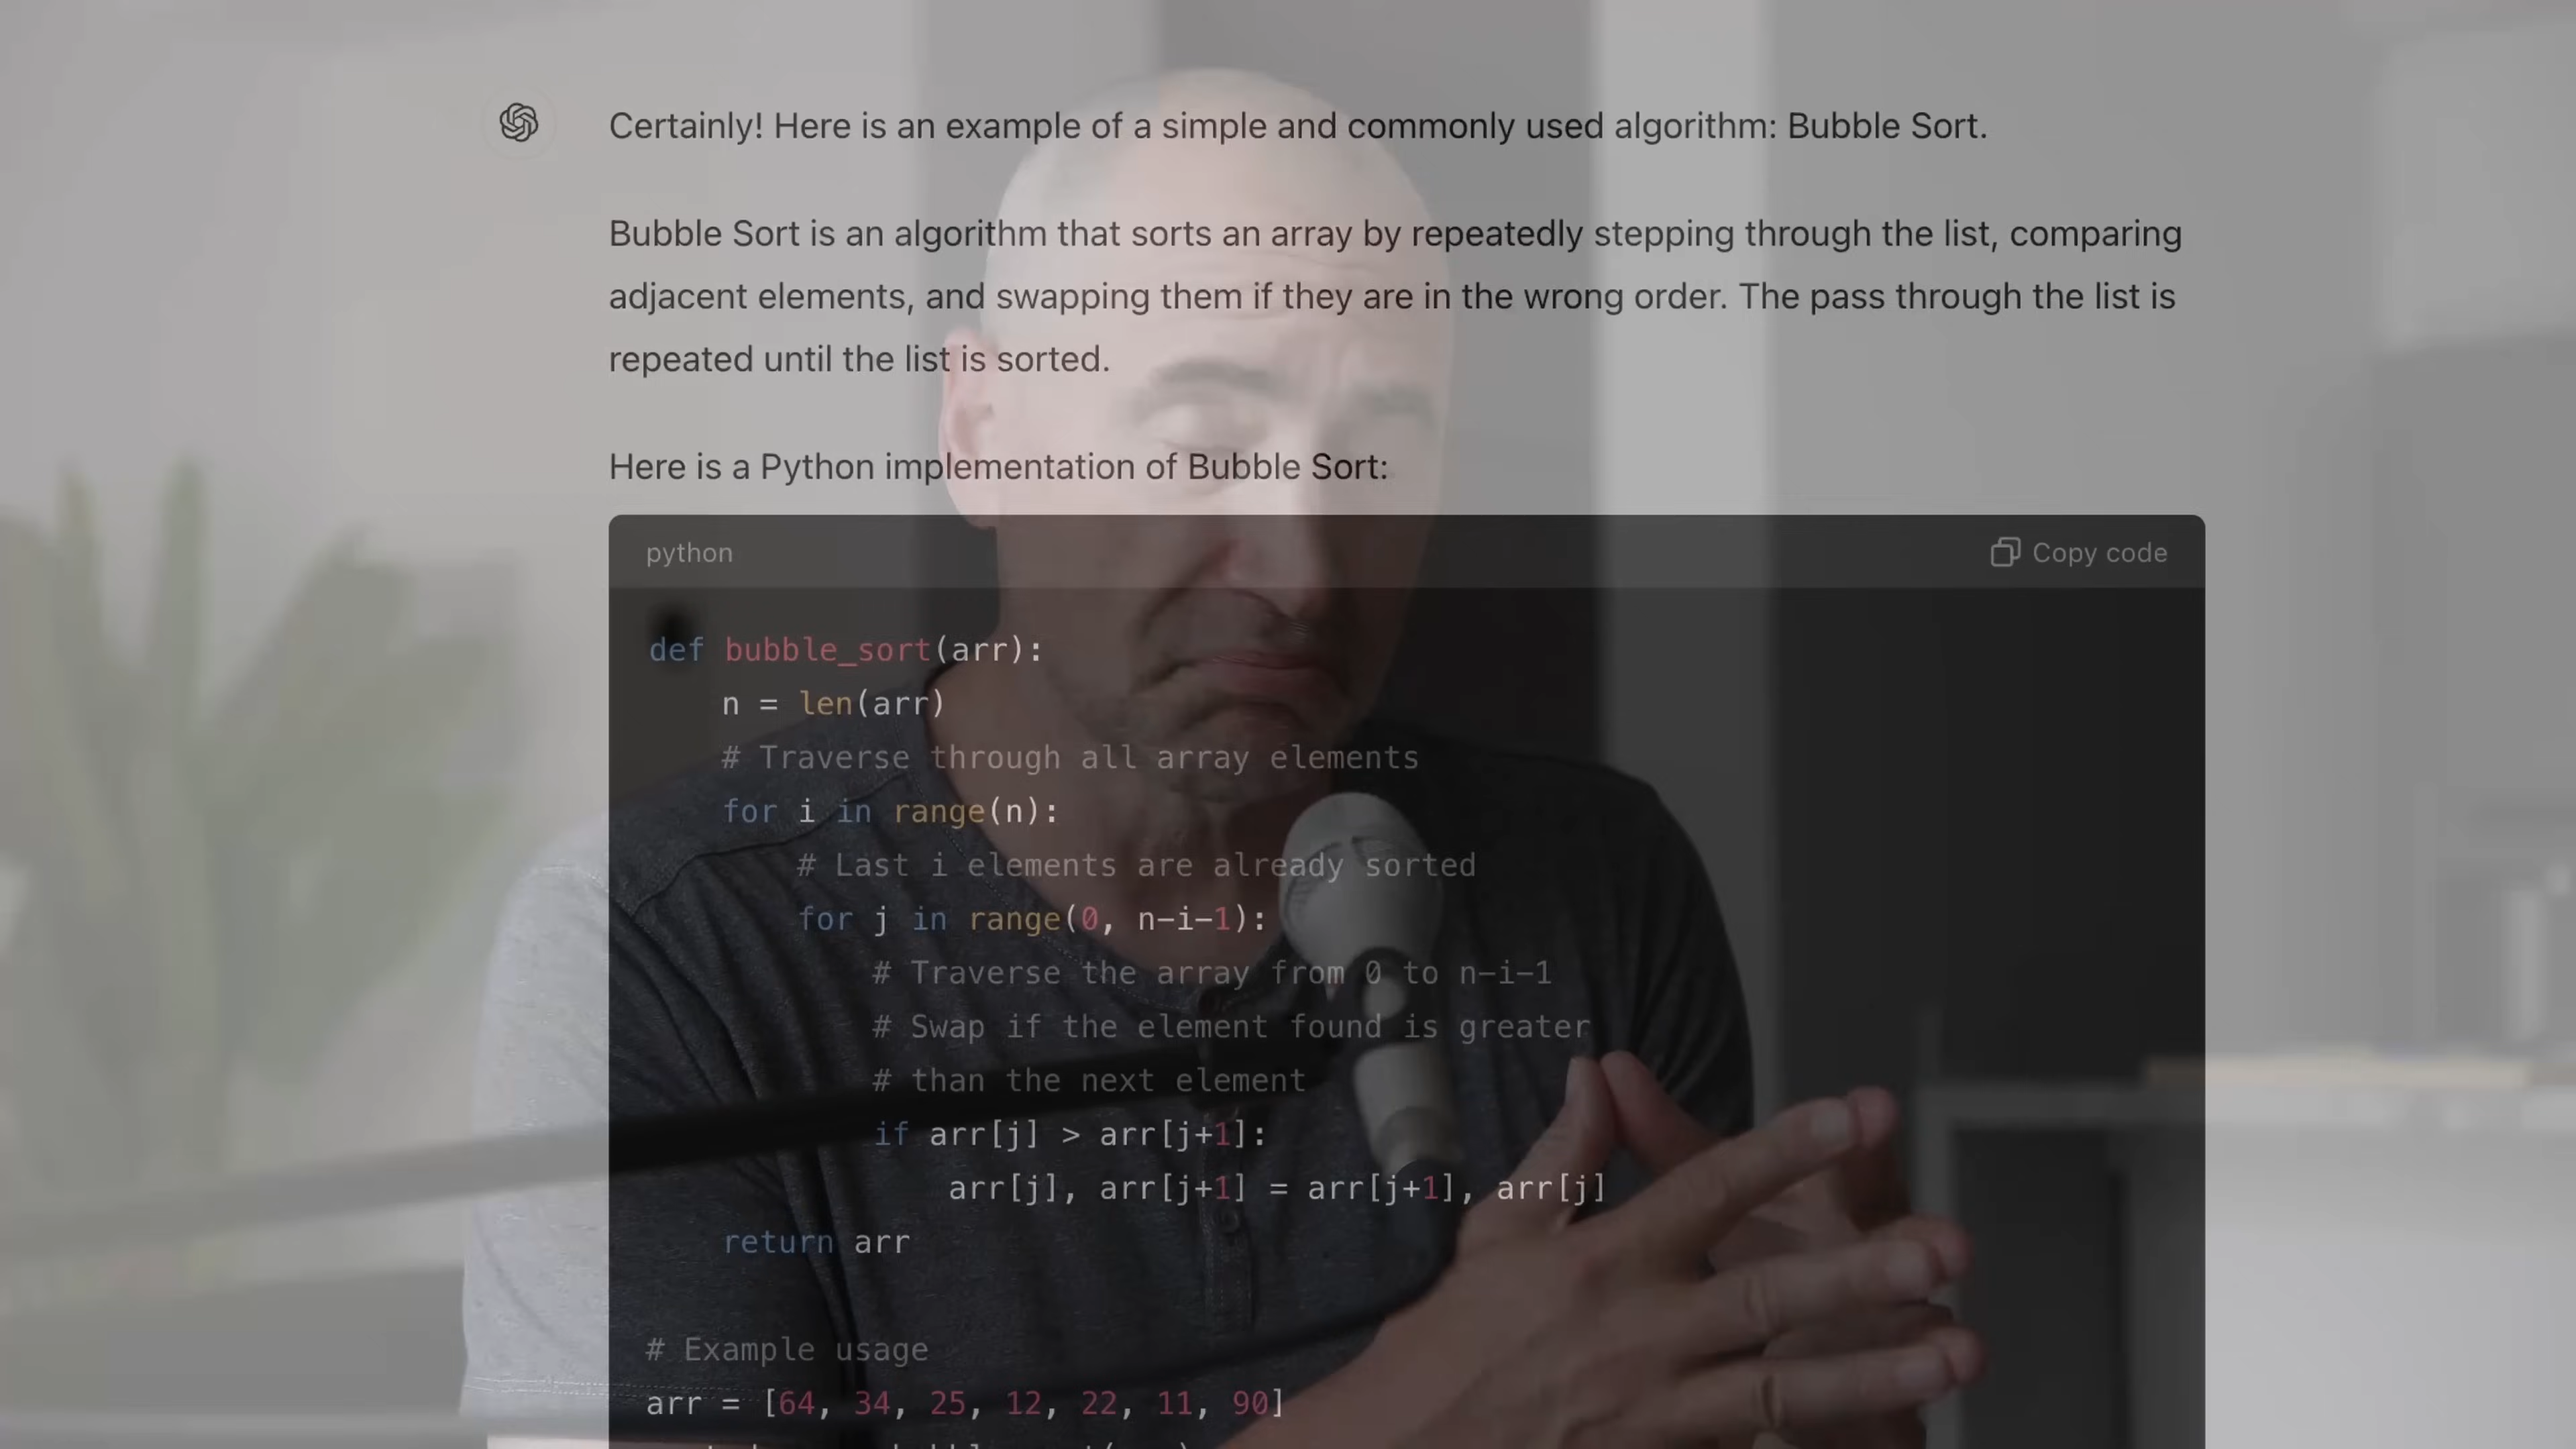 Certainly! Here is an example of a simple and commonly used algorithm: Bubble Sort.
Bubble Sort is an algorithm that sorts an array by repeatedly stepping through the list, comparing
adjacent elements, and swapping them if they are in the wrong order. The pass through the list is
repeated until the list is sorted.
Here is a Python implementation of Bubble Sort:
python
Copy code
def bubble_sort(arr):
    n = len(arr)
    # Traverse through all array elements
    for i in range(n):
        # Last i elements are already sorted
        for j in range(0, n-i-1):
            # Traverse the array from 0 to n-i-1
            # Swap if the element found is greater
            # than the next element
            if arr[j] > arr[j+1]:
                arr[j], arr[j+1] = arr[j+1], arr[j]
    return arr
# Example usage
arr = [64, 34, 25, 12, 22, 11, 90]